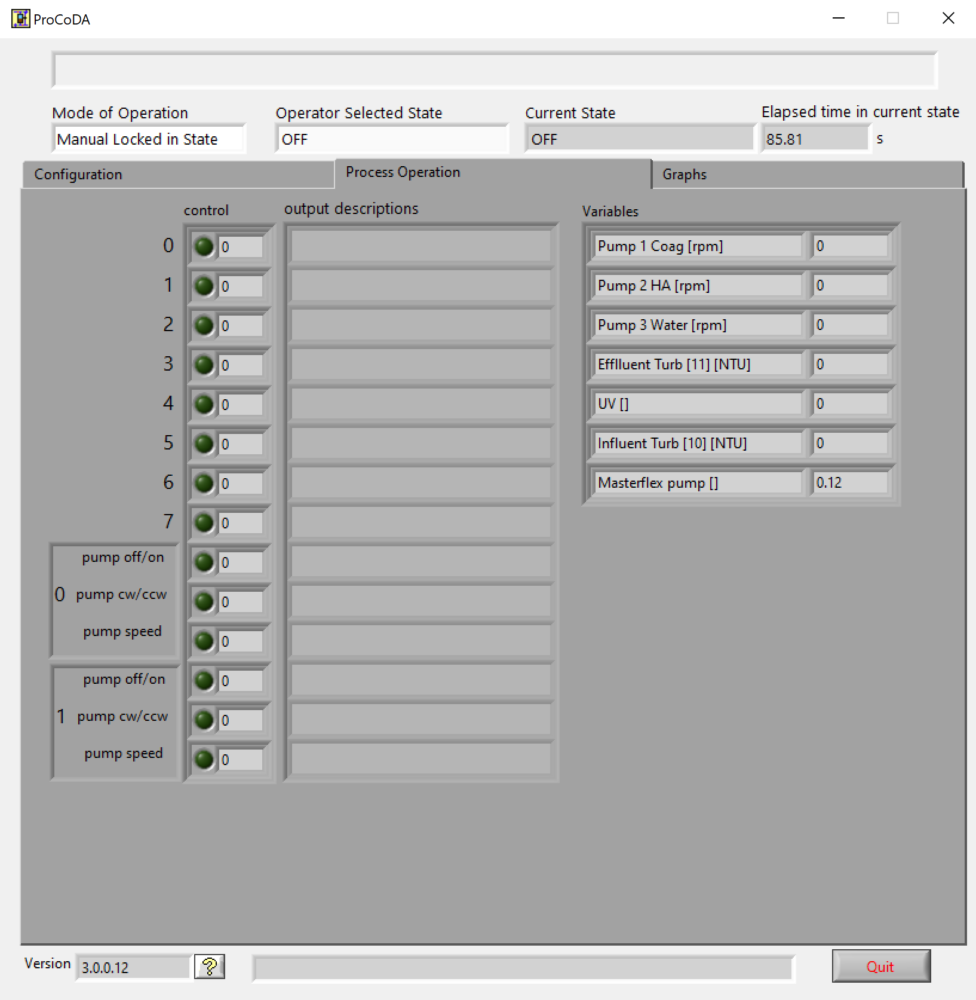 ProCoDA
Mode of Operation Operator Selected State Current State Elapsed time in current state
Manual Locked in State OFF OFF 85.81 s
Configuration Process Operation Graphs
control output descriptions Variables
0 0 Pump 1 Coag [rpm] 0
1 0 Pump 2 HA [rpm] 0
2 0 Pump 3 Water [rpm] 0
3 0 Efflluent Turb [11] [NTU] 0
4 0 UV [] 0
5 0 Influent Turb [10] [NTU] 0
6 0 Masterflex pump [] 0.12
7 0
pump off/on 0
0 pump cw/ccw 0
pump speed 0
pump off/on 0
1 pump cw/ccw 0
pump speed 0
Version 3.0.0.12 ? Quit